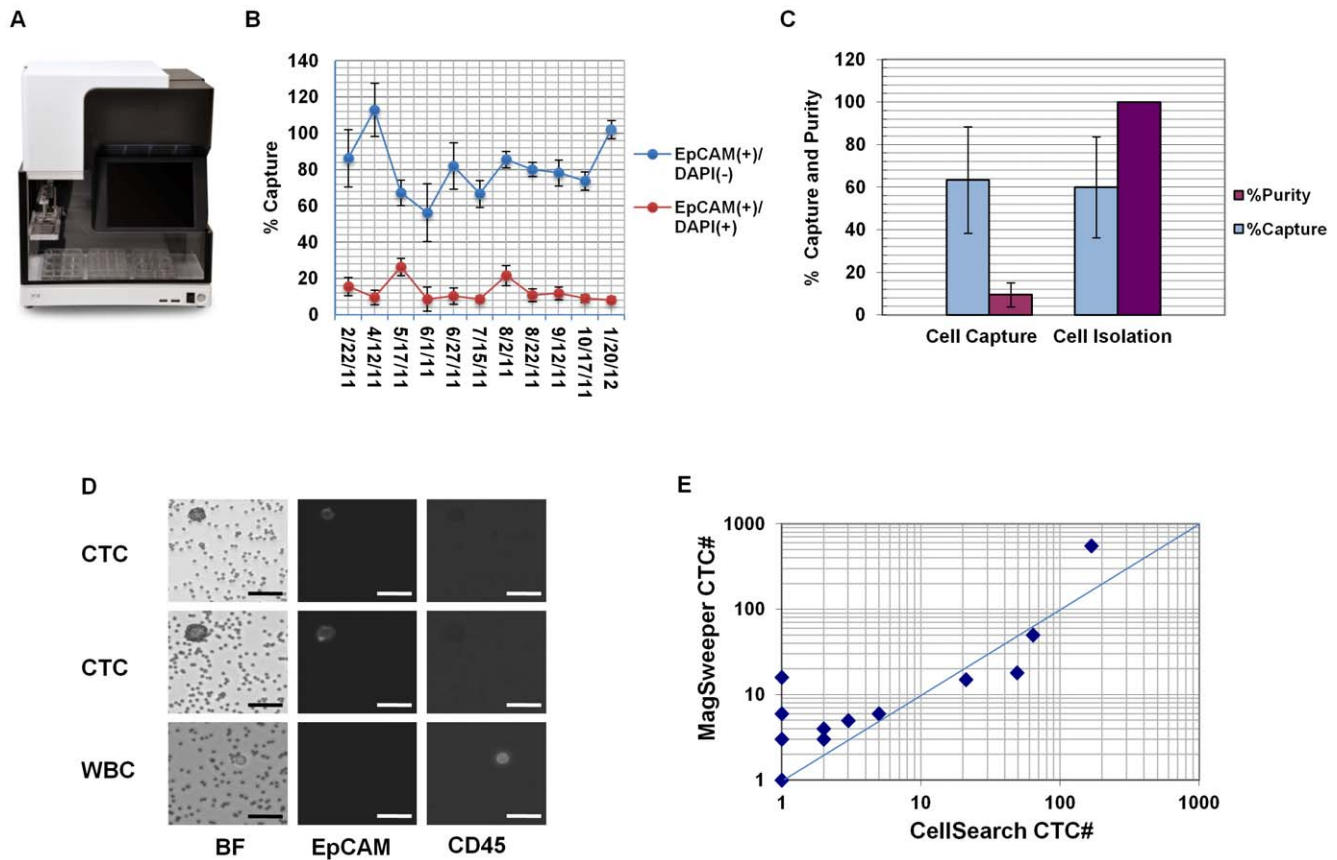 A
B
C
140
120
100
80
60
40
20
0
% Capture
2/22/11
4/12/11
5/17/11
6/1/11
6/27/11
7/15/11
8/2/11
8/22/11
9/12/11
10/17/11
1/20/12
EpCAM(+)/
DAPI(-)
EpCAM(+)/
DAPI(+)
120
100
80
60
40
20
0
% Capture and Purity
Cell Capture
Cell Isolation
%Purity
%Capture
D
CTC
CTC
WBC
BF
EpCAM
CD45
E
1000
100
10
1
MagSweeper CTC#
1
10
100
1000
CellSearch CTC#